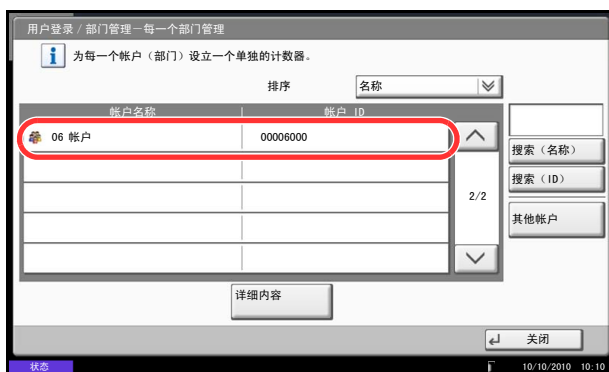 用户登录 / 部门管理－每一个部门管理
为每一个帐户（部门）设立一个单独的计数器。
排序 名称
帐户名称 帐户 ID
06 帐户 00006000
搜索（名称）
搜索（ID）
2/2
其他帐户
详细内容
关闭
状态 10/10/2010 10:10